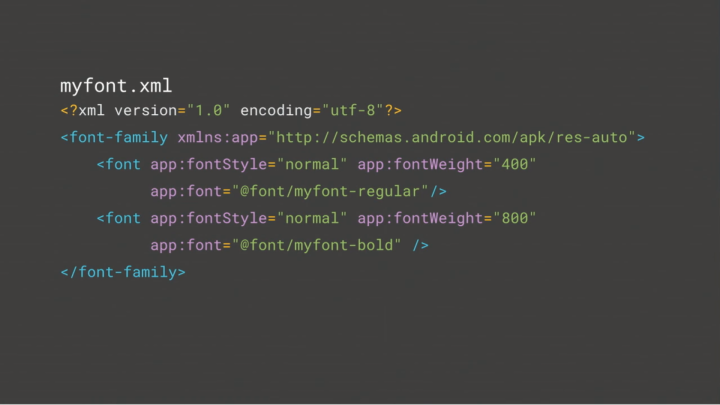 myfont.xml
<?xml version="1.0" encoding="utf-8"?>
<font-family xmlns:app="http://schemas.android.com/apk/res-auto">
    <font app:fontStyle="normal" app:fontWeight="400"
          app:font="@font/myfont-regular"/>
    <font app:fontStyle="normal" app:fontWeight="800"
          app:font="@font/myfont-bold" />
</font-family>